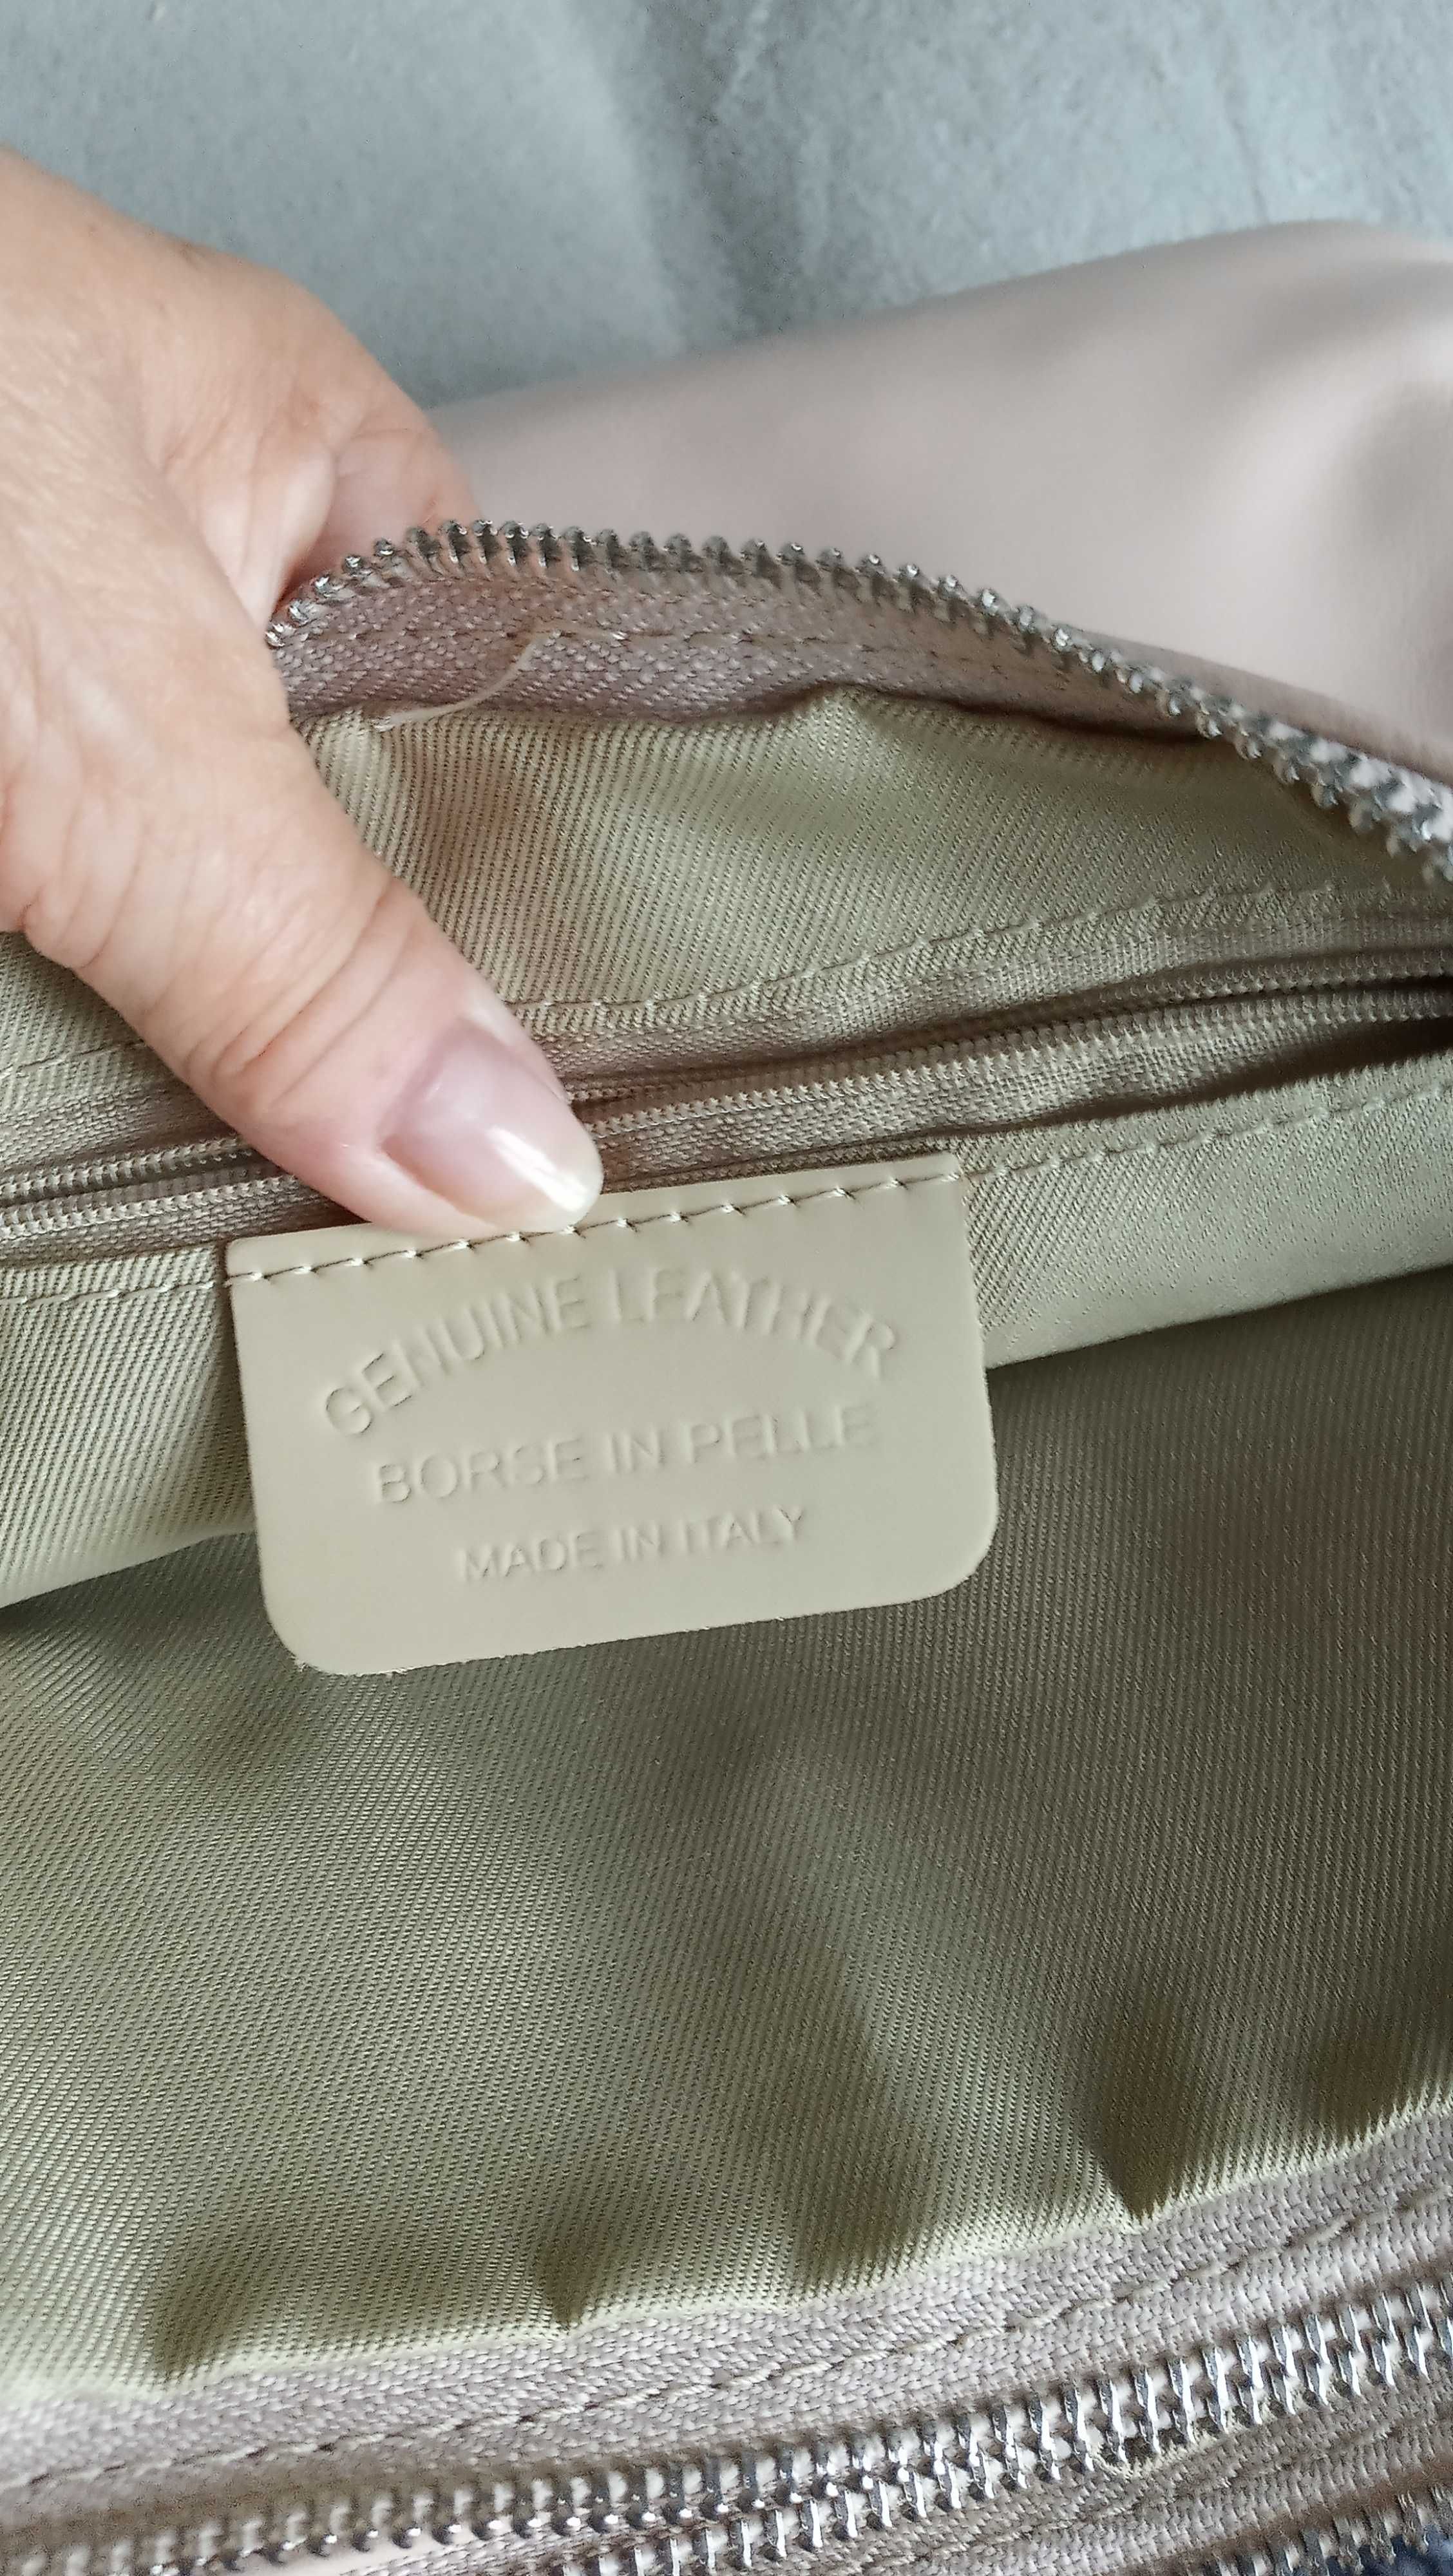 GENUINE LEATHER
BORSE IN PELLE
MADE IN ITALY